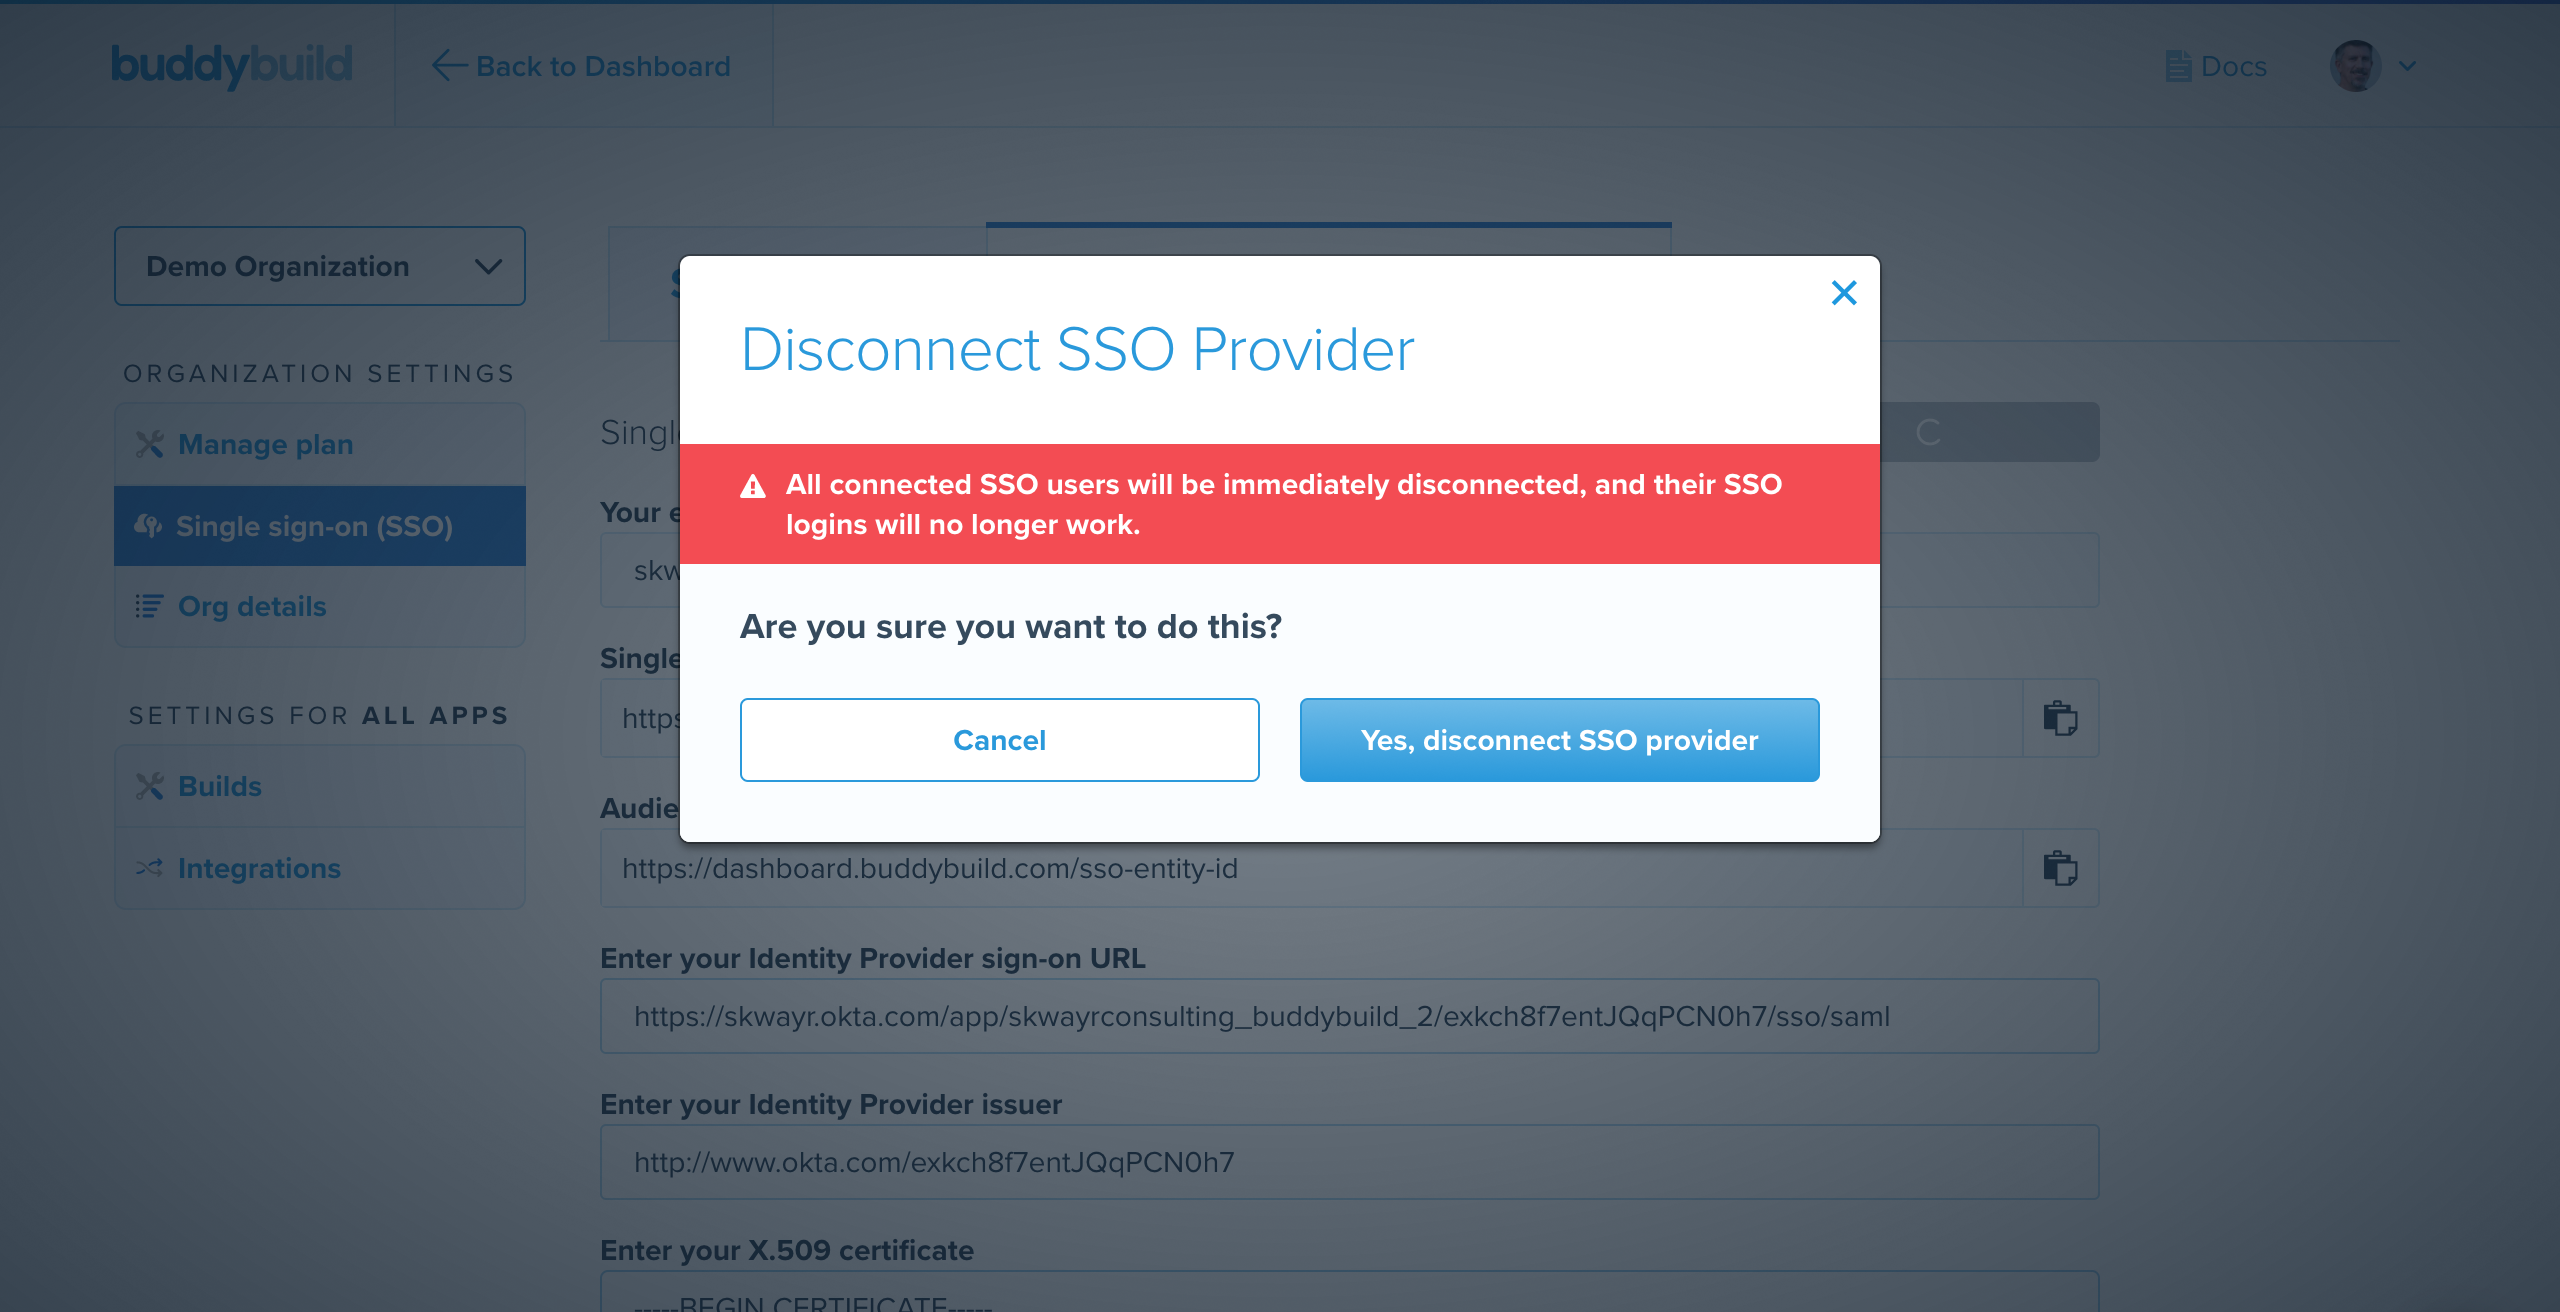 buddybuild
Back to Dashboard
Docs
Demo Organization
ORGANIZATION SETTINGS
Manage plan
Single sign-on (SSO)
Org details
SETTINGS FOR ALL APPS
Builds
Integrations
Disconnect SSO Provider
All connected SSO users will be immediately disconnected, and their SSO
logins will no longer work.
Are you sure you want to do this?
Cancel
Yes, disconnect SSO provider
Single
Your e
skw
Single
https
Audie
https://dashboard.buddybuild.com/sso-entity-id
Enter your Identity Provider sign-on URL
https://skwayr.okta.com/app/skwayrconsulting_buddybuild_2/exkch8f7entJQqPCN0h7/sso/saml
Enter your Identity Provider issuer
http://www.okta.com/exkch8f7entJQqPCN0h7
Enter your X.509 certificate
-----BEGIN CERTIFICATE-----